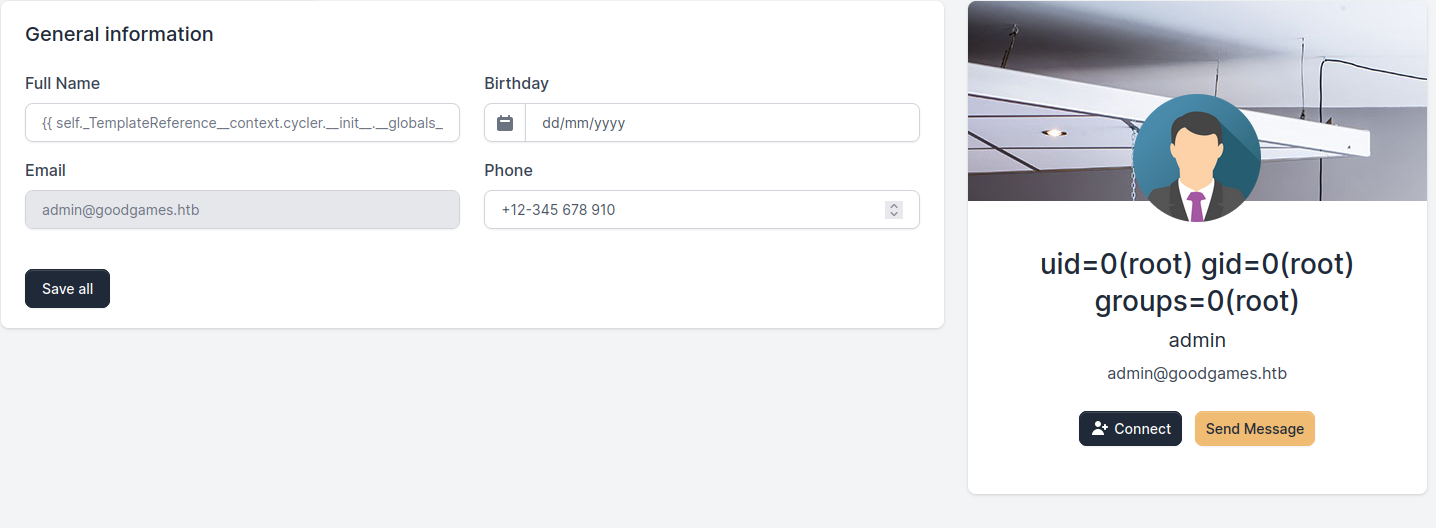 General information
Full Name
Birthday
{{ self._TemplateReference__context.cycler.__init__.__globals_
dd/mm/yyyy
Email
Phone
admin@goodgames.htb
+12-345 678 910
Save all
uid=0(root) gid=0(root)
groups=0(root)
admin
admin@goodgames.htb
Connect
Send Message